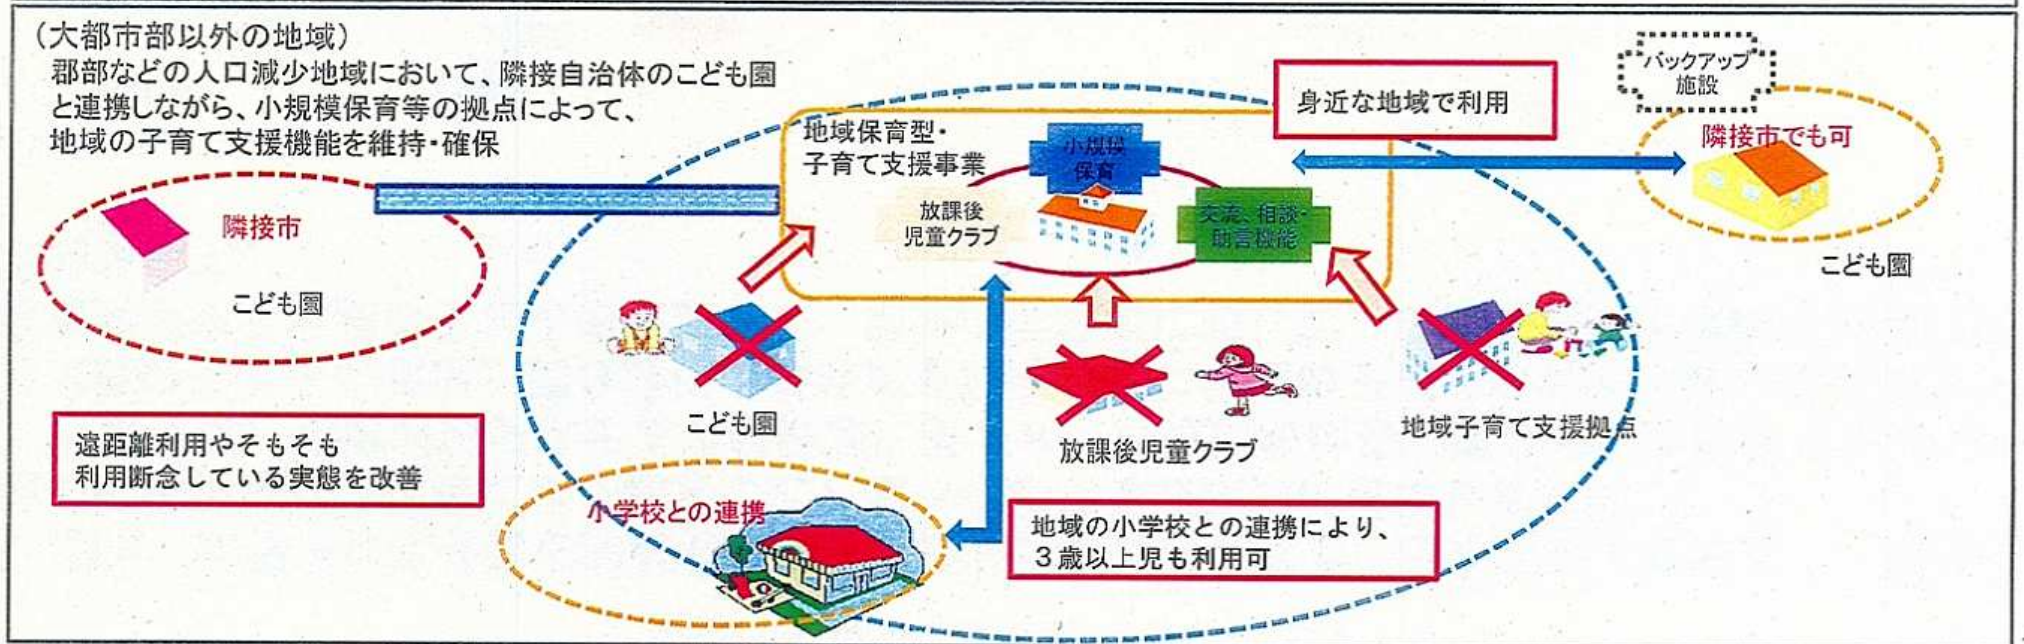 （大都市部以外の地域）
郡部などの人口減少地域において、隣接自治体のこども園
と連携しながら、小規模保育等の拠点によって、
地域の子育て支援機能を維持・確保
バックアップ
施設
身近な地域で利用
隣接市でも可
こども園
地域保育型・
子育て支援事業
小規模
保育
放課後
児童クラブ
交流、相談・
助言機能
隣接市
こども園
こども園
放課後児童クラブ
地域子育て支援拠点
遠距離利用やそもそも
利用断念している実態を改善
小学校との連携
地域の小学校との連携により、
３歳以上児も利用可